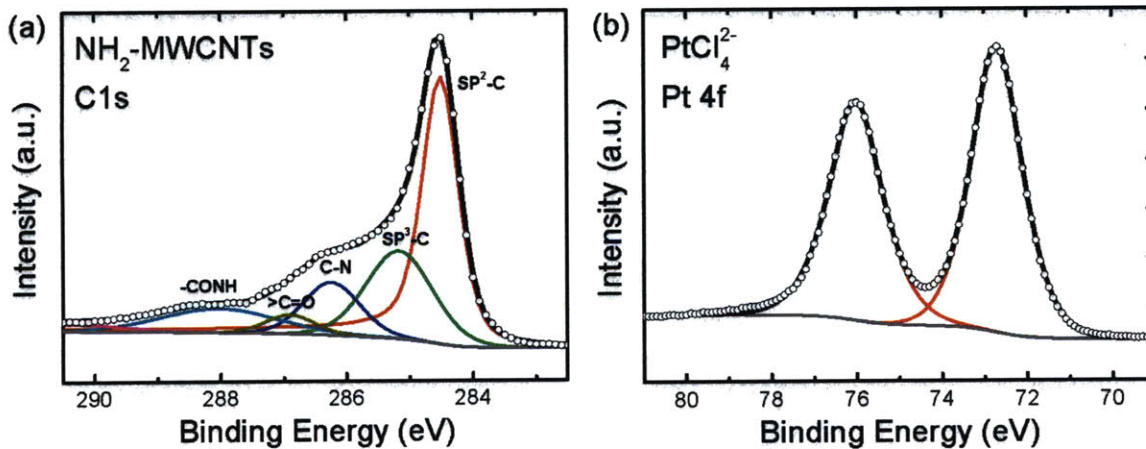 (a)
NH₂-MWCNTs
C1s
SP²-C
SP³-C
C-N
>C=O
-CONH
Intensity (a.u.)
290 288 286 284
Binding Energy (eV)
(b)
PtCl₄²⁻
Pt 4f
Intensity (a.u.)
80 78 76 74 72 70
Binding Energy (eV)